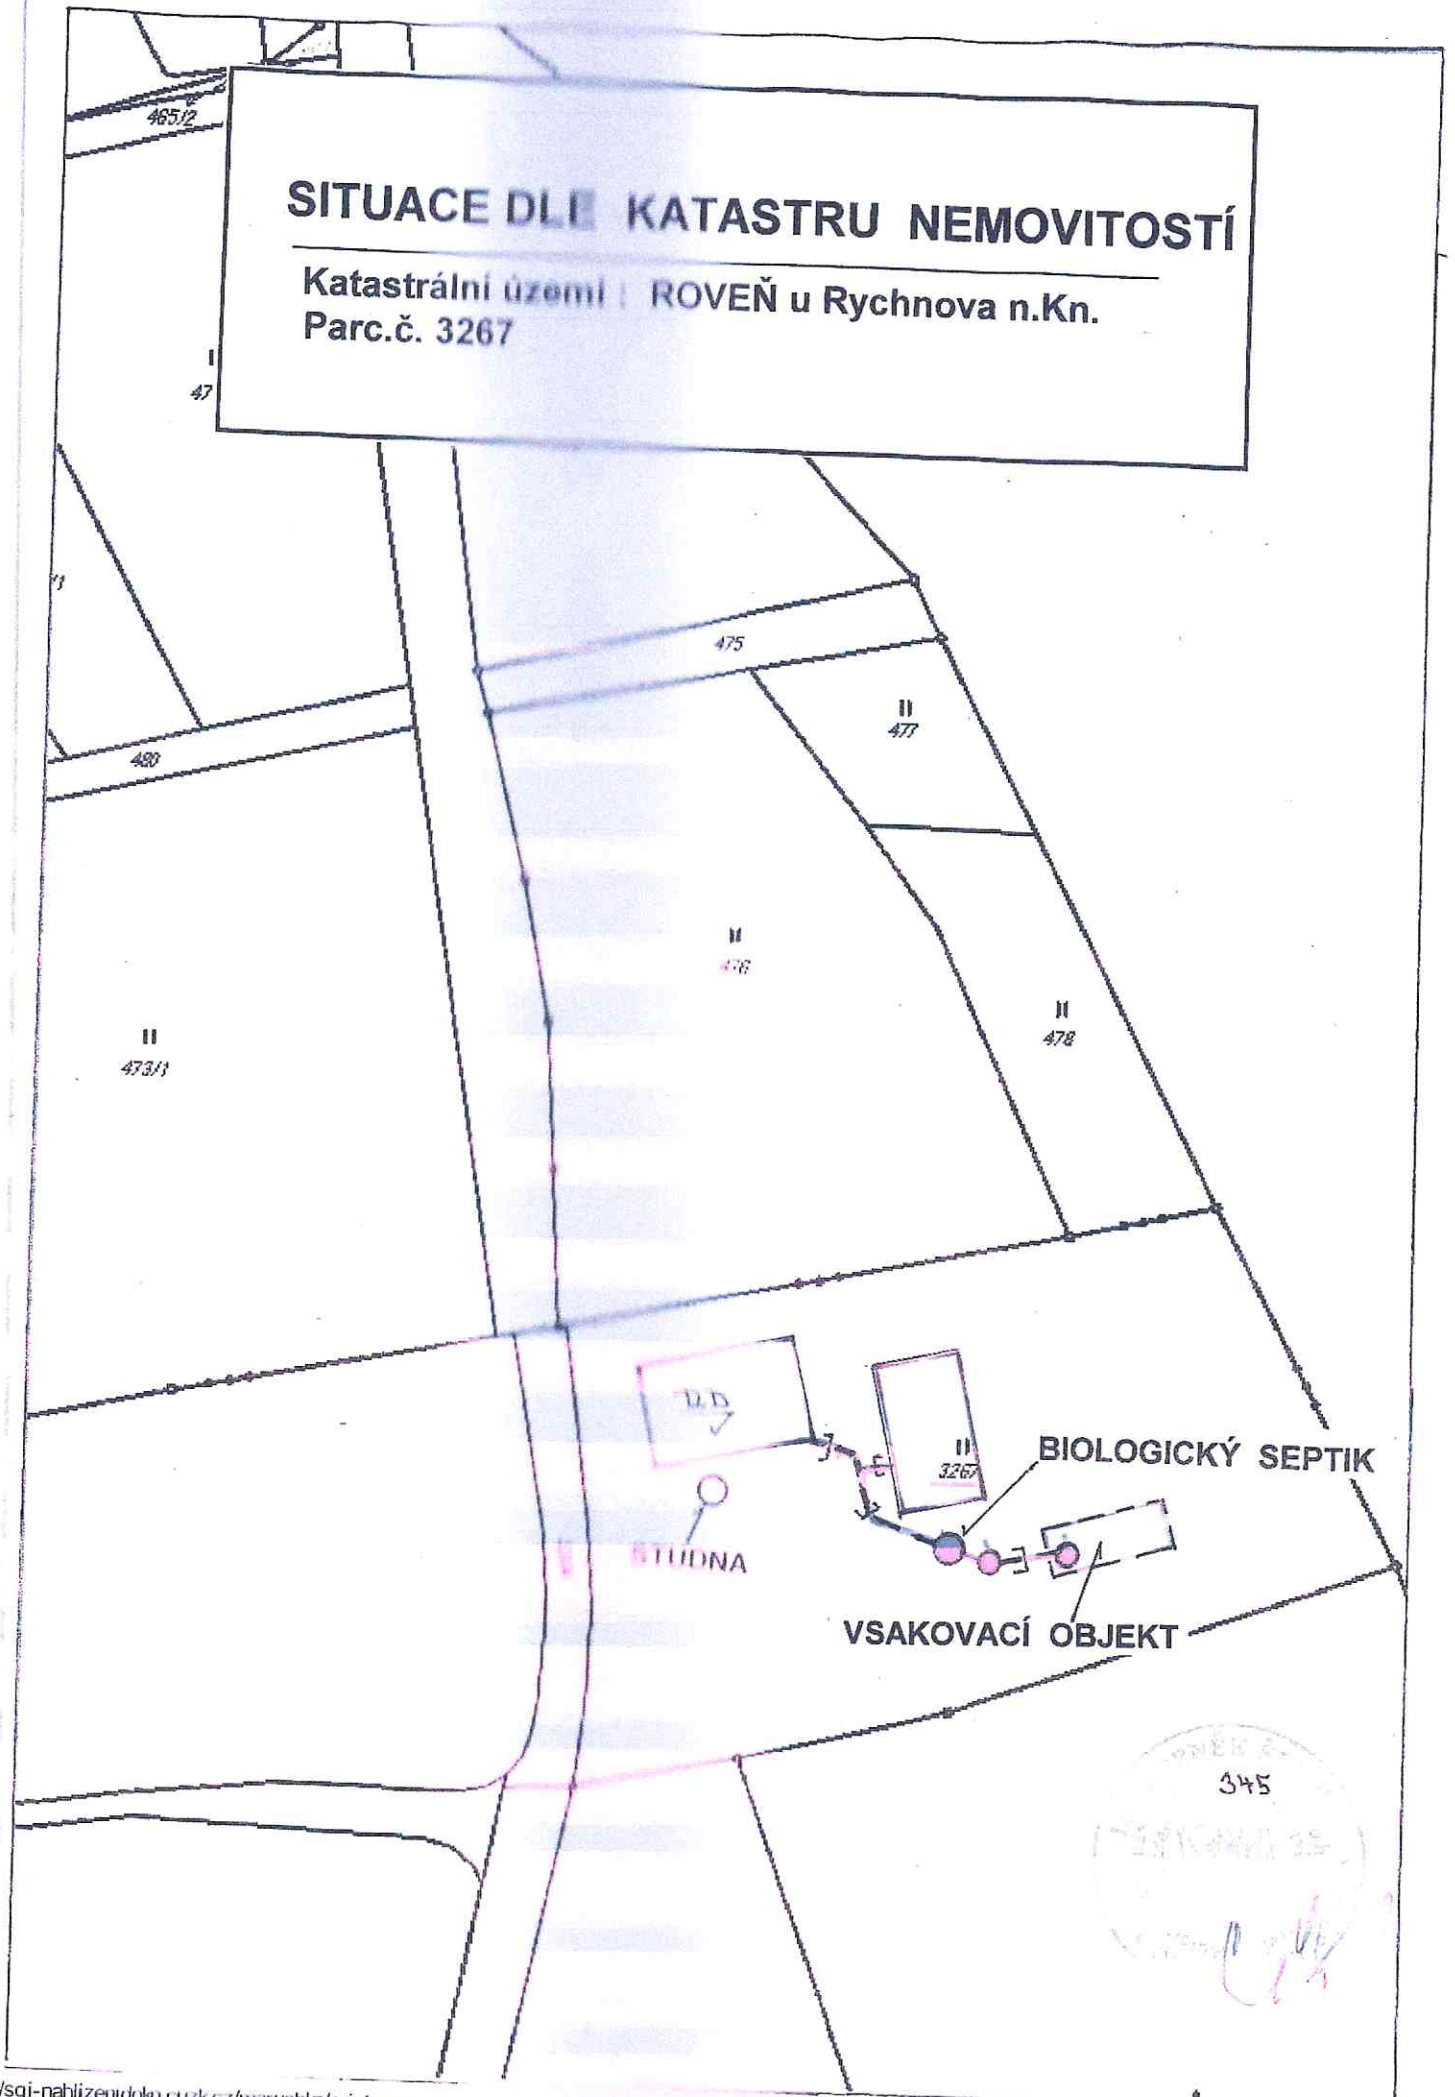 465/2
SITUACE DLE KATASTRU NEMOVITOSTÍ
Katastrální území : ROVEŇ u Rychnova n.Kn.
Parc.č. 3267
47
475
477
480
476
478
473/1
3267
BIOLOGICKÝ SEPTIK
STUDNA
VSAKOVACÍ OBJEKT
345